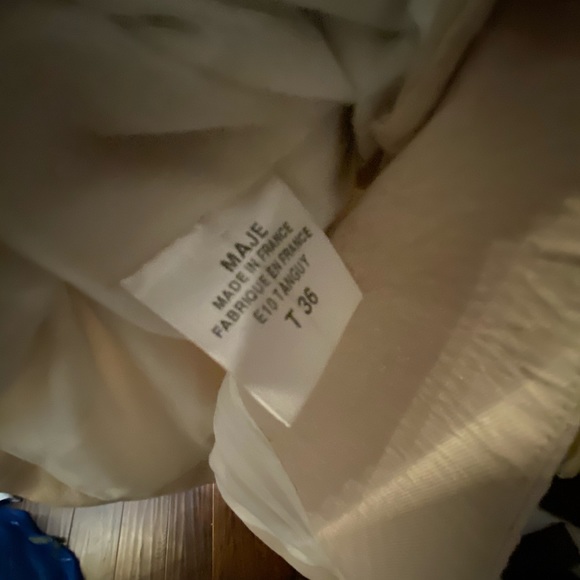 MAJE
MADE IN FRANCE
FABRIQUE EN FRANCE
E10 TANGUY
T 36